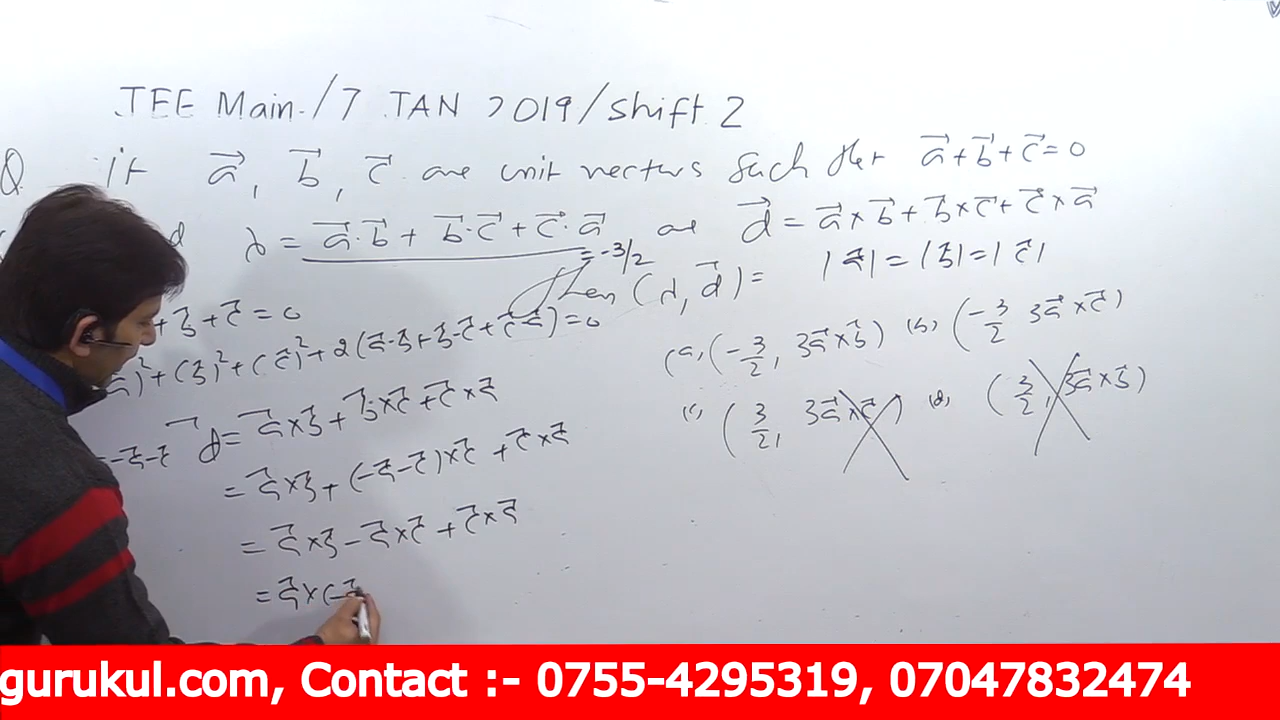 JEE Main./7 JAN 2019/Shift 2
Q if a⃗, b⃗, c⃗ are unit vectors such that a⃗+b⃗+c⃗=0
λ = a⃗·b⃗ + b⃗·c⃗ + c⃗·a⃗ and d⃗ = a⃗×b⃗+b⃗×c⃗+c⃗×a⃗
= -3/2
then (λ, d⃗) = |a⃗|=|b⃗|=|c⃗|
(a) (-3/2, 3a⃗×b⃗) (b) (-3/2 3a⃗×c⃗)
(c) (3/2, 3a⃗×c⃗) (d) (3/2, 3a⃗×b⃗)
+b⃗+c⃗=0
a⃗)²+(b⃗)²+(c⃗)²+2(a⃗·b⃗+b⃗·c⃗+c⃗·a⃗)=0
=-a⃗-c⃗ d⃗=a⃗×b⃗+b⃗×c⃗+c⃗×a⃗
=a⃗×b⃗+(-a⃗-c⃗)×c⃗+c⃗×a⃗
=a⃗×b⃗-a⃗×c⃗+c⃗×a⃗
=a⃗×(-
gurukul.com, Contact :- 0755-4295319, 07047832474